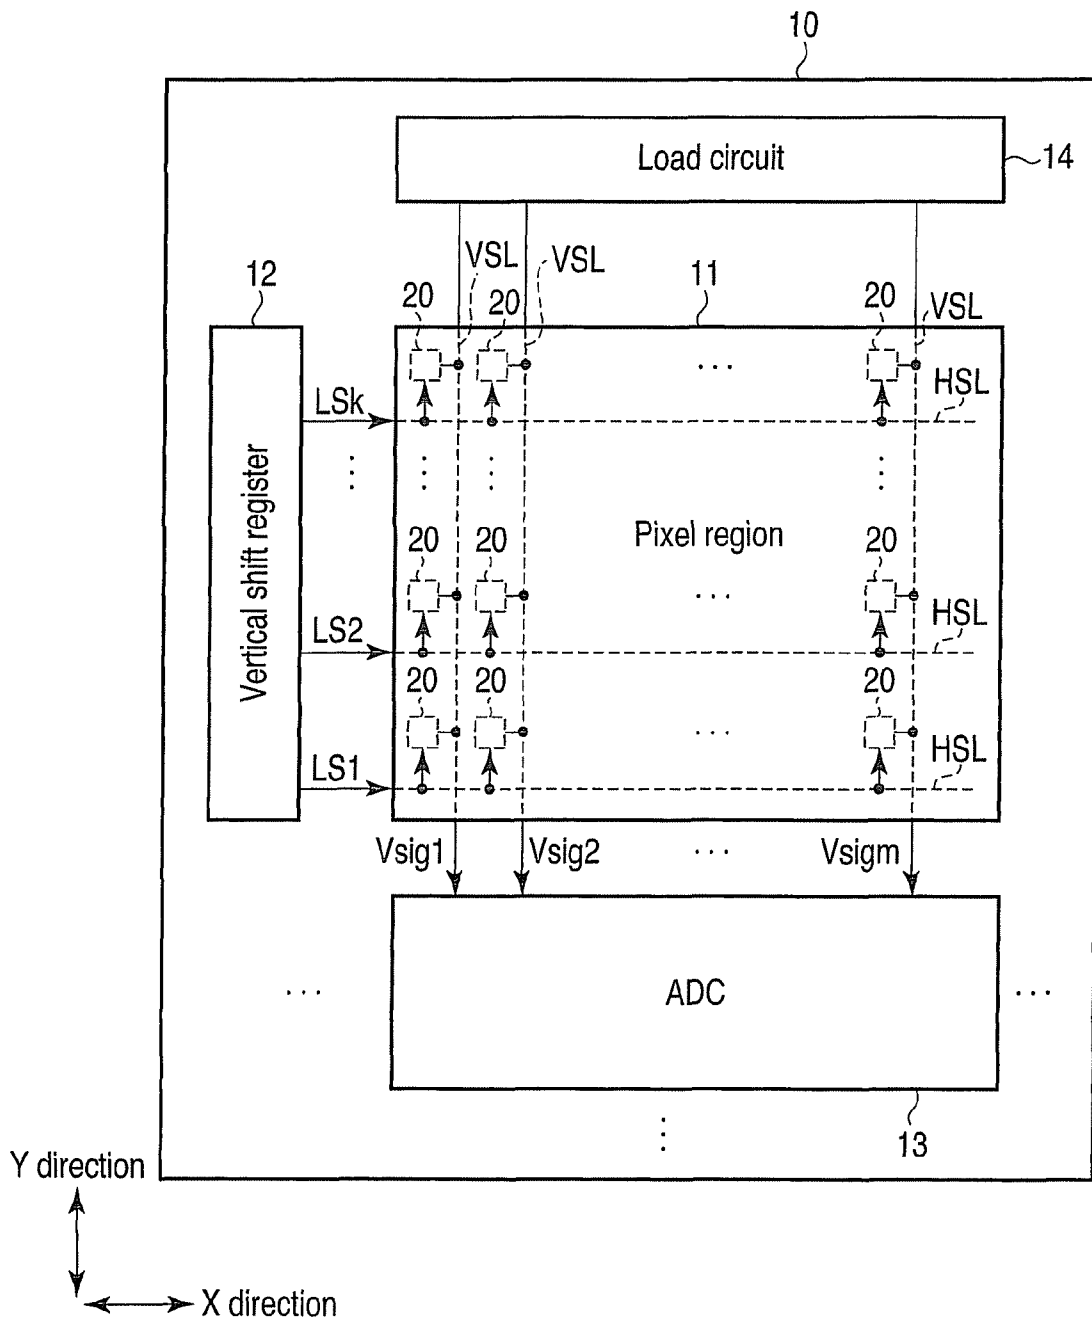 10
Load circuit
14
VSL
VSL
12
20
20
11
20
VSL
LSk
HSL
...
⋮
⋮
⋮
⋮
Vertical shift register
Pixel region
20
20
20
...
LS2
HSL
20
20
20
...
LS1
HSL
Vsig1
Vsig2
...
Vsigm
...
ADC
...
⋮
13
Y direction
X direction